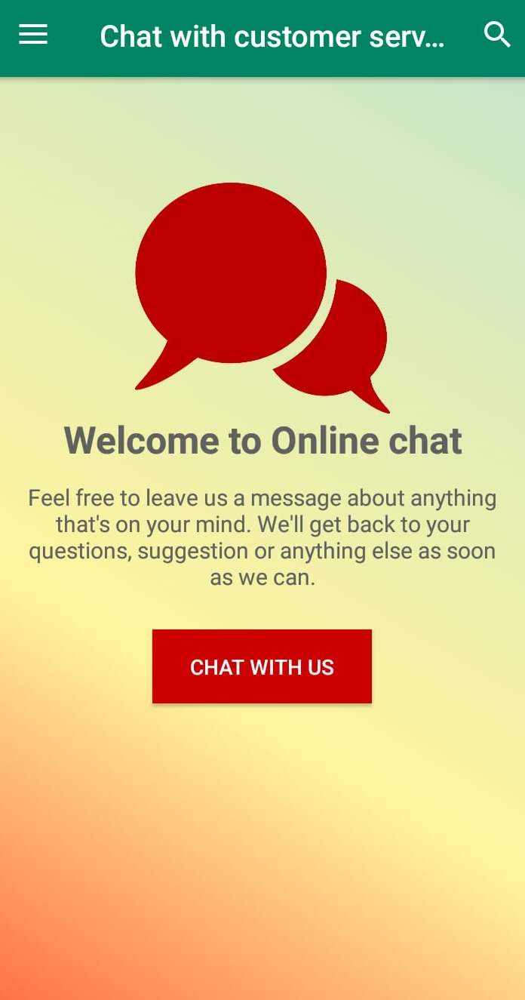 Chat with customer serv...
Welcome to Online chat
Feel free to leave us a message about anything
that's on your mind. We'll get back to your
questions, suggestion or anything else as soon
as we can.
CHAT WITH US